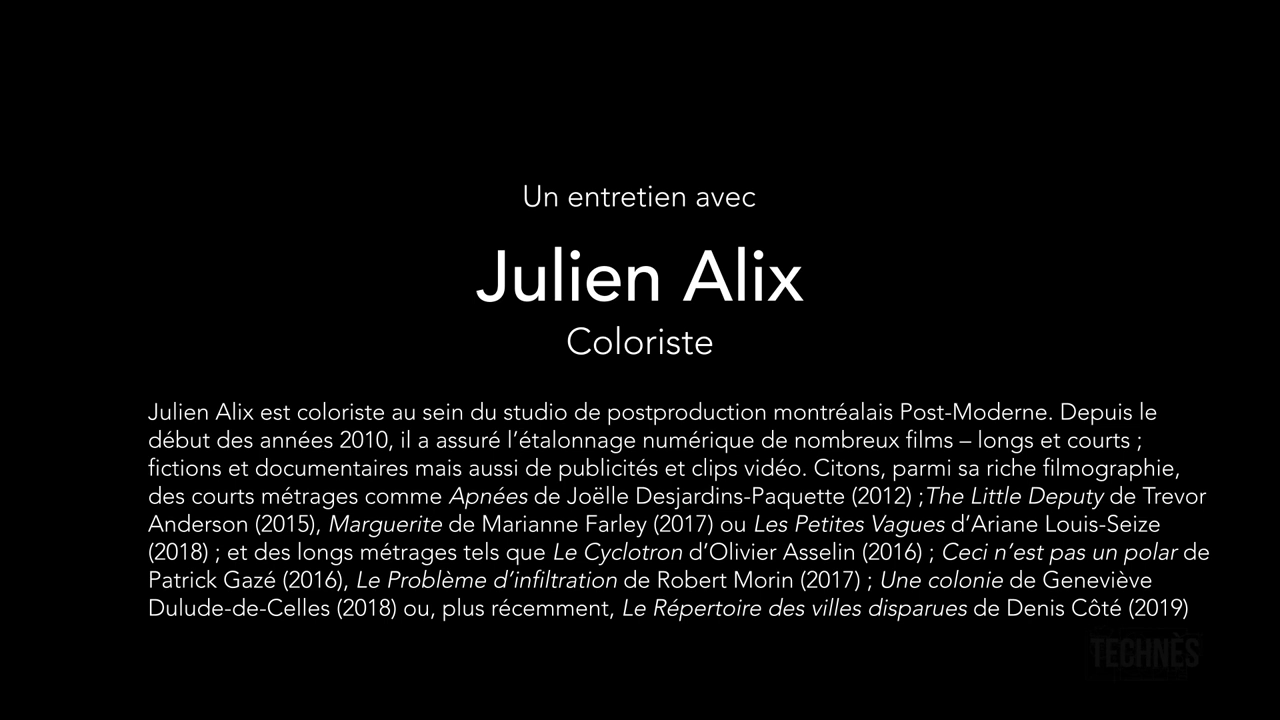 Un entretien avec
Julien Alix
Coloriste
Julien Alix est coloriste au sein du studio de postproduction montréalais Post-Moderne. Depuis le
début des années 2010, il a assuré l’étalonnage numérique de nombreux films – longs et courts ;
fictions et documentaires mais aussi de publicités et clips vidéo. Citons, parmi sa riche filmographie,
des courts métrages comme Apnées de Joëlle Desjardins-Paquette (2012) ;The Little Deputy de Trevor
Anderson (2015), Marguerite de Marianne Farley (2017) ou Les Petites Vagues d’Ariane Louis-Seize
(2018) ; et des longs métrages tels que Le Cyclotron d’Olivier Asselin (2016) ; Ceci n’est pas un polar de
Patrick Gazé (2016), Le Problème d’infiltration de Robert Morin (2017) ; Une colonie de Geneviève
Dulude-de-Celles (2018) ou, plus récemment, Le Répertoire des villes disparues de Denis Côté (2019)
TECHNÈS